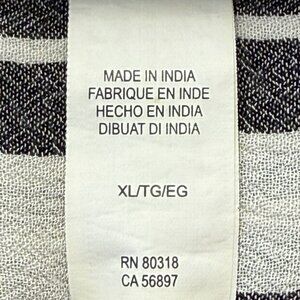 MADE IN INDIA
FABRIQUE EN INDE
HECHO EN INDIA
DIBUAT DI INDIA
XL/TG/EG
RN 80318
CA 56897